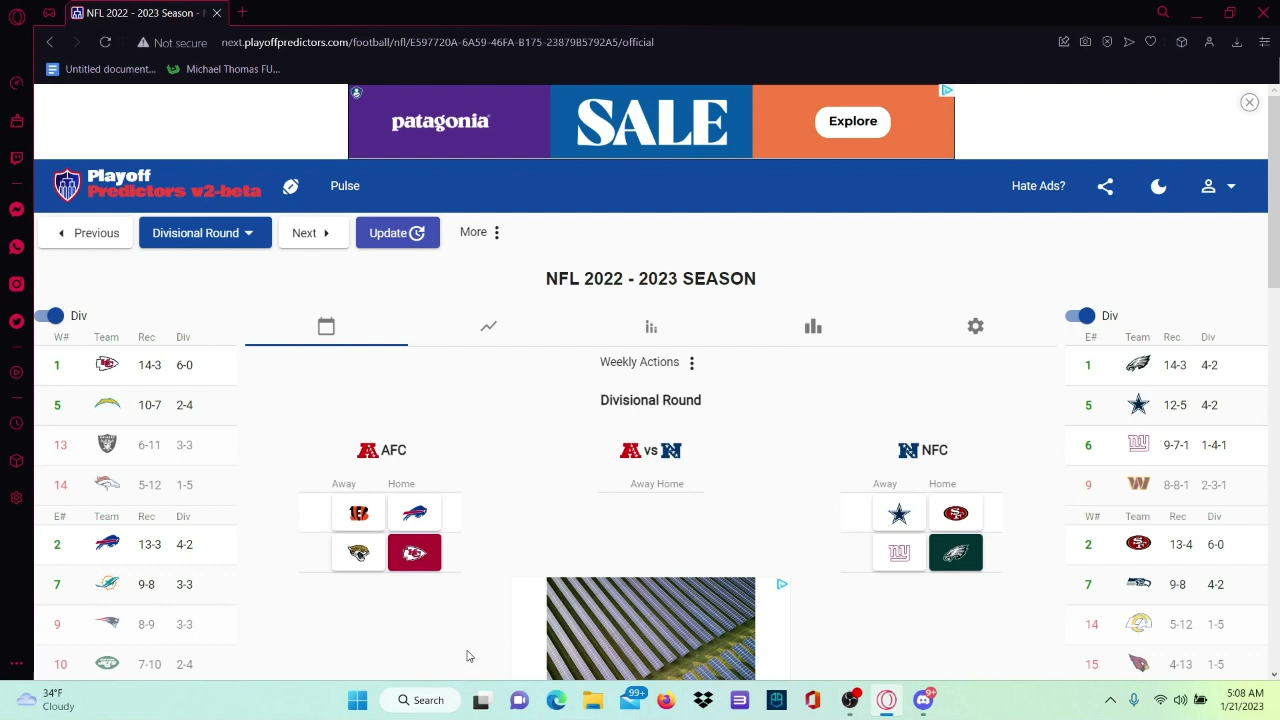 NFL 2022 - 2023 Season -
Not secure
next.playoffpredictors.com/football/nfl/E597720A-6A59-46FA-B175-23879B5792A5/official
Untitled document...
Michael Thomas FU...
patagonia
SALE
Explore
Playoff
Predictors v2-beta
Pulse
Hate Ads?
Previous
Divisional Round
Next
Update
More
NFL 2022 - 2023 SEASON
Div
W# Team Rec Div
1 14-3 6-0
5 10-7 2-4
13 6-11 3-3
14 5-12 1-5
E# Team Rec Div
2 13-3 4-2
7 9-8 3-3
9 8-9 3-3
10 7-10 2-4
Weekly Actions
Divisional Round
AFC
Away Home
vs
Away Home
NFC
Away Home
Div
E# Team Rec Div
1 14-3 4-2
5 12-5 4-2
6 9-7-1 1-4-1
9 8-8-1 2-3-1
W# Team Rec Div
2 13-4 6-0
7 9-8 4-2
14 5-12 1-5
15 4-13 1-5
34°F
Cloudy
Search
99+
9+
5:08 AM
1/21/2023